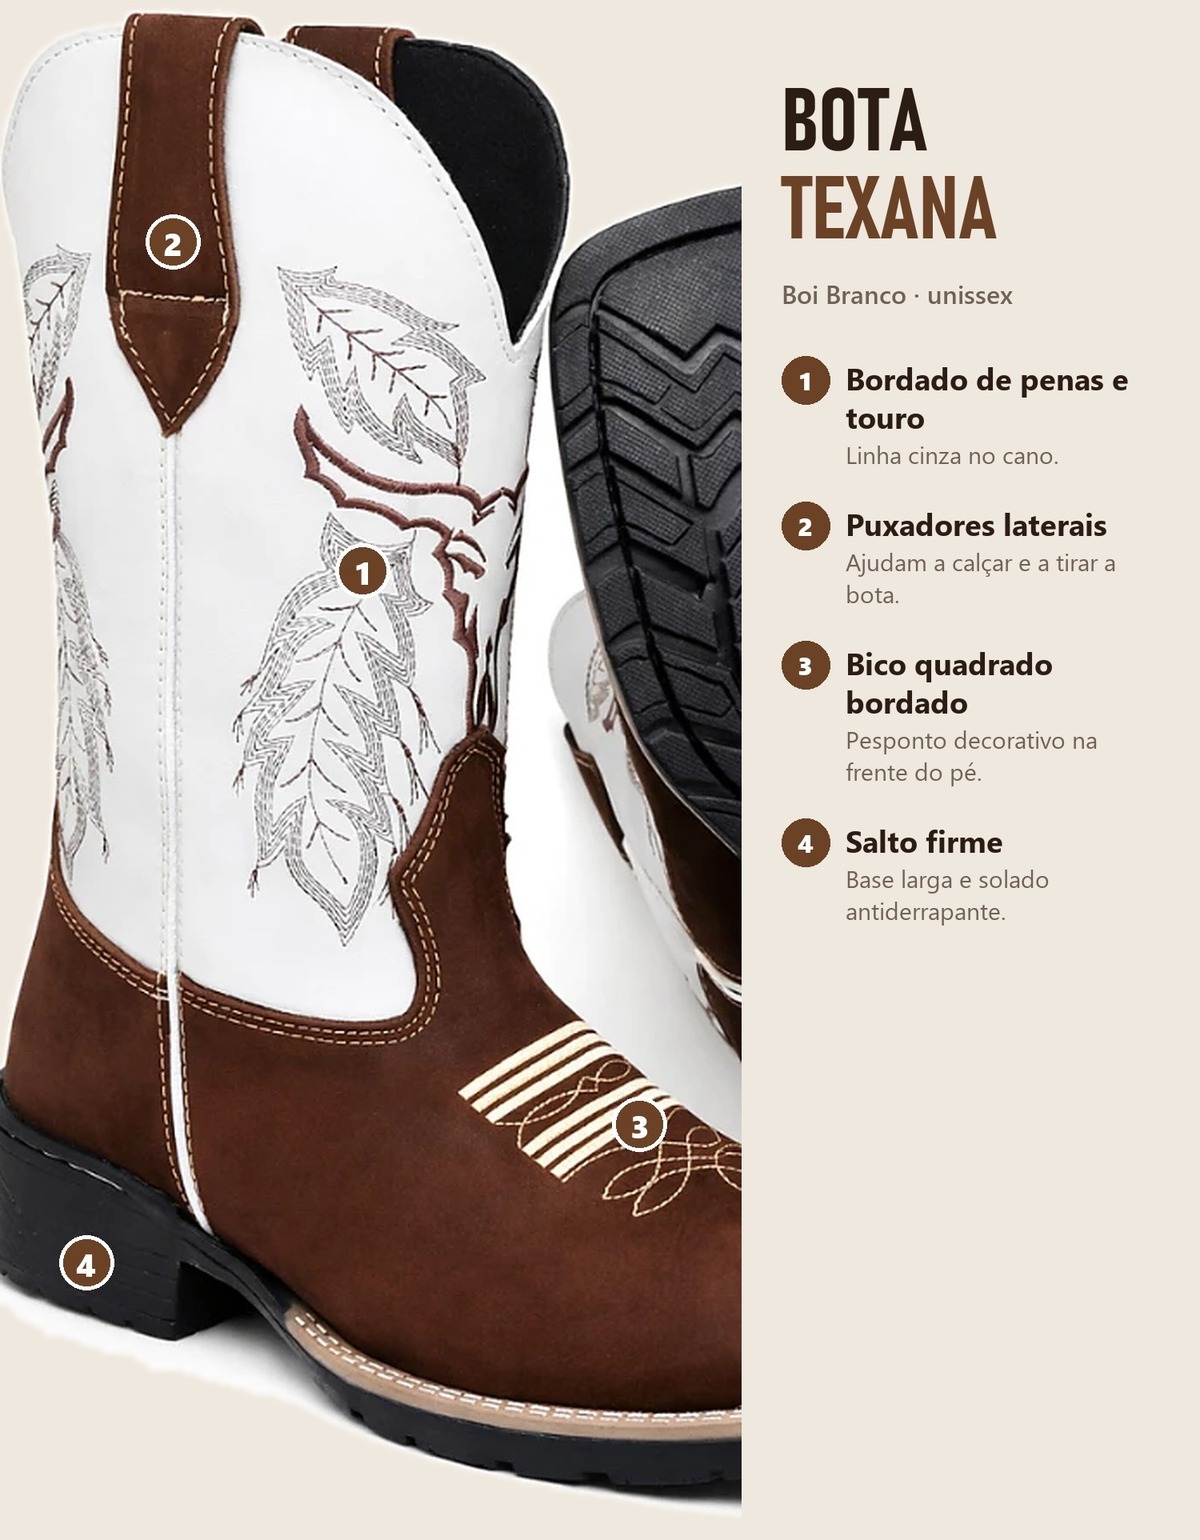 BOTA
TEXANA
Boi Branco · unissex
1 Bordado de penas e
touro
Linha cinza no cano.
2 Puxadores laterais
Ajudam a calçar e a tirar a
bota.
3 Bico quadrado
bordado
Pesponto decorativo na
frente do pé.
4 Salto firme
Base larga e solado
antiderrapante.
2
1
3
4